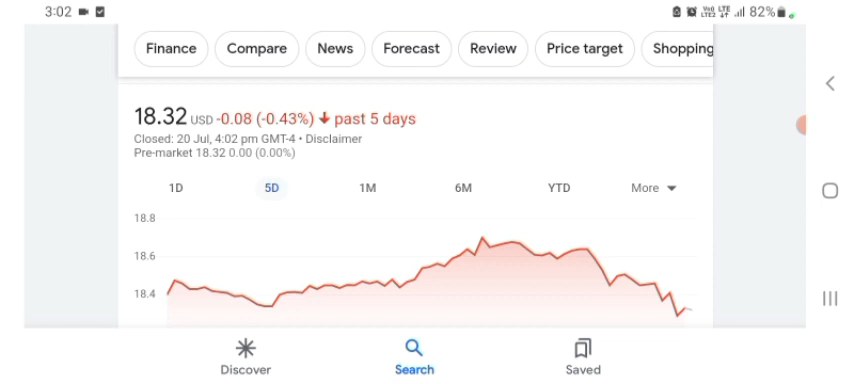 3:02 82%
Finance Compare News Forecast Review Price target Shopping
18.32 USD -0.08 (-0.43%) past 5 days
Closed: 20 Jul, 4:02 pm GMT-4 • Disclaimer
Pre-market 18.32 0.00 (0.00%)
1D 5D 1M 6M YTD More
18.8
18.6
18.4
Discover Search Saved